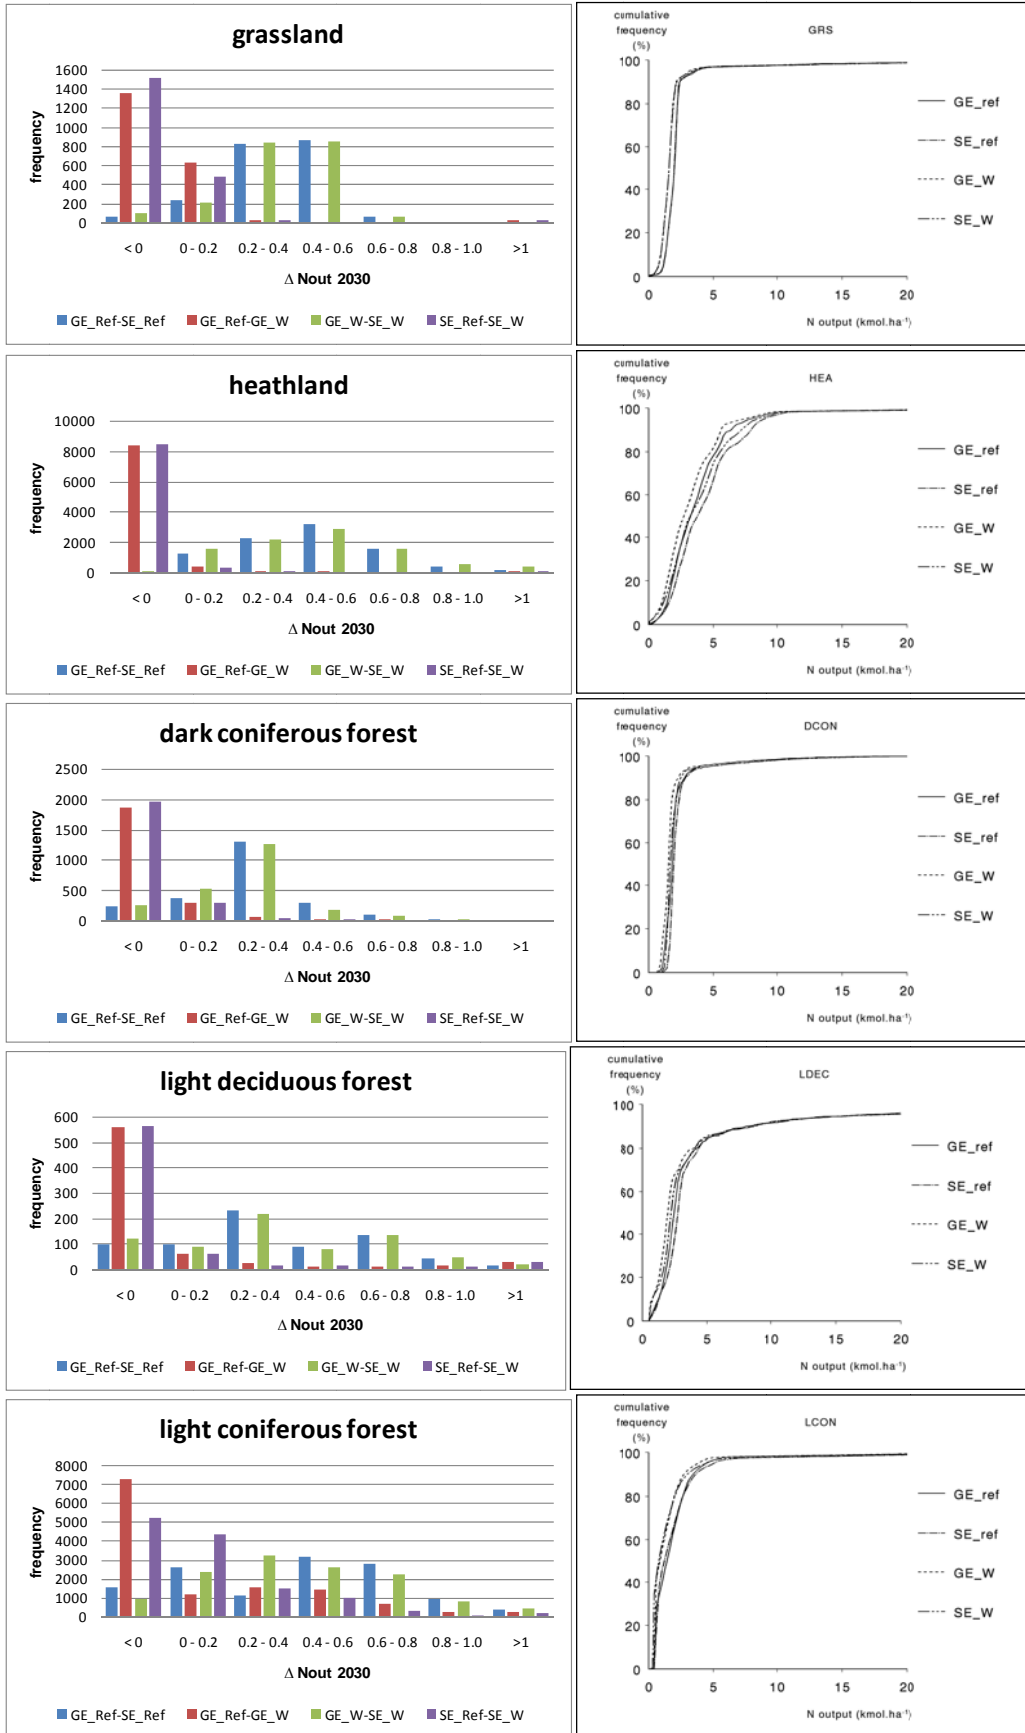 grassland
frequency
1600
1400
1200
1000
800
600
400
200
0
< 0
0 - 0.2
0.2 - 0.4
0.4 - 0.6
0.6 - 0.8
0.8 - 1.0
>1
Δ Nout 2030
GE_Ref-SE_Ref
GE_Ref-GE_W
GE_W-SE_W
SE_Ref-SE_W
cumulative
frequency
(%)
GRS
100
80
60
40
20
0
0
5
10
15
20
N output (kmol.ha⁻¹)
GE_ref
SE_ref
GE_W
SE_W
heathland
frequency
10000
8000
6000
4000
2000
0
< 0
0 - 0.2
0.2 - 0.4
0.4 - 0.6
0.6 - 0.8
0.8 - 1.0
>1
Δ Nout 2030
GE_Ref-SE_Ref
GE_Ref-GE_W
GE_W-SE_W
SE_Ref-SE_W
cumulative
frequency
(%)
HEA
100
80
60
40
20
0
0
5
10
15
20
N output (kmol.ha⁻¹)
GE_ref
SE_ref
GE_W
SE_W
dark coniferous forest
frequency
2500
2000
1500
1000
500
0
< 0
0 - 0.2
0.2 - 0.4
0.4 - 0.6
0.6 - 0.8
0.8 - 1.0
>1
Δ Nout 2030
GE_Ref-SE_Ref
GE_Ref-GE_W
GE_W-SE_W
SE_Ref-SE_W
cumulative
frequency
(%)
DCON
100
80
60
40
20
0
0
5
10
15
20
N output (kmol.ha⁻¹)
GE_ref
SE_ref
GE_W
SE_W
light deciduous forest
frequency
600
500
400
300
200
100
0
< 0
0 - 0.2
0.2 - 0.4
0.4 - 0.6
0.6 - 0.8
0.8 - 1.0
>1
Δ Nout 2030
GE_Ref-SE_Ref
GE_Ref-GE_W
GE_W-SE_W
SE_Ref-SE_W
cumulative
frequency
(%)
LDEC
100
80
60
40
20
0
0
5
10
15
20
N output (kmol.ha⁻¹)
GE_ref
SE_ref
GE_W
SE_W
light coniferous forest
frequency
8000
7000
6000
5000
4000
3000
2000
1000
0
< 0
0 - 0.2
0.2 - 0.4
0.4 - 0.6
0.6 - 0.8
0.8 - 1.0
>1
Δ Nout 2030
GE_Ref-SE_Ref
GE_Ref-GE_W
GE_W-SE_W
SE_Ref-SE_W
cumulative
frequency
(%)
LCON
100
80
60
40
20
0
0
5
10
15
20
N output (kmol.ha⁻¹)
GE_ref
SE_ref
GE_W
SE_W